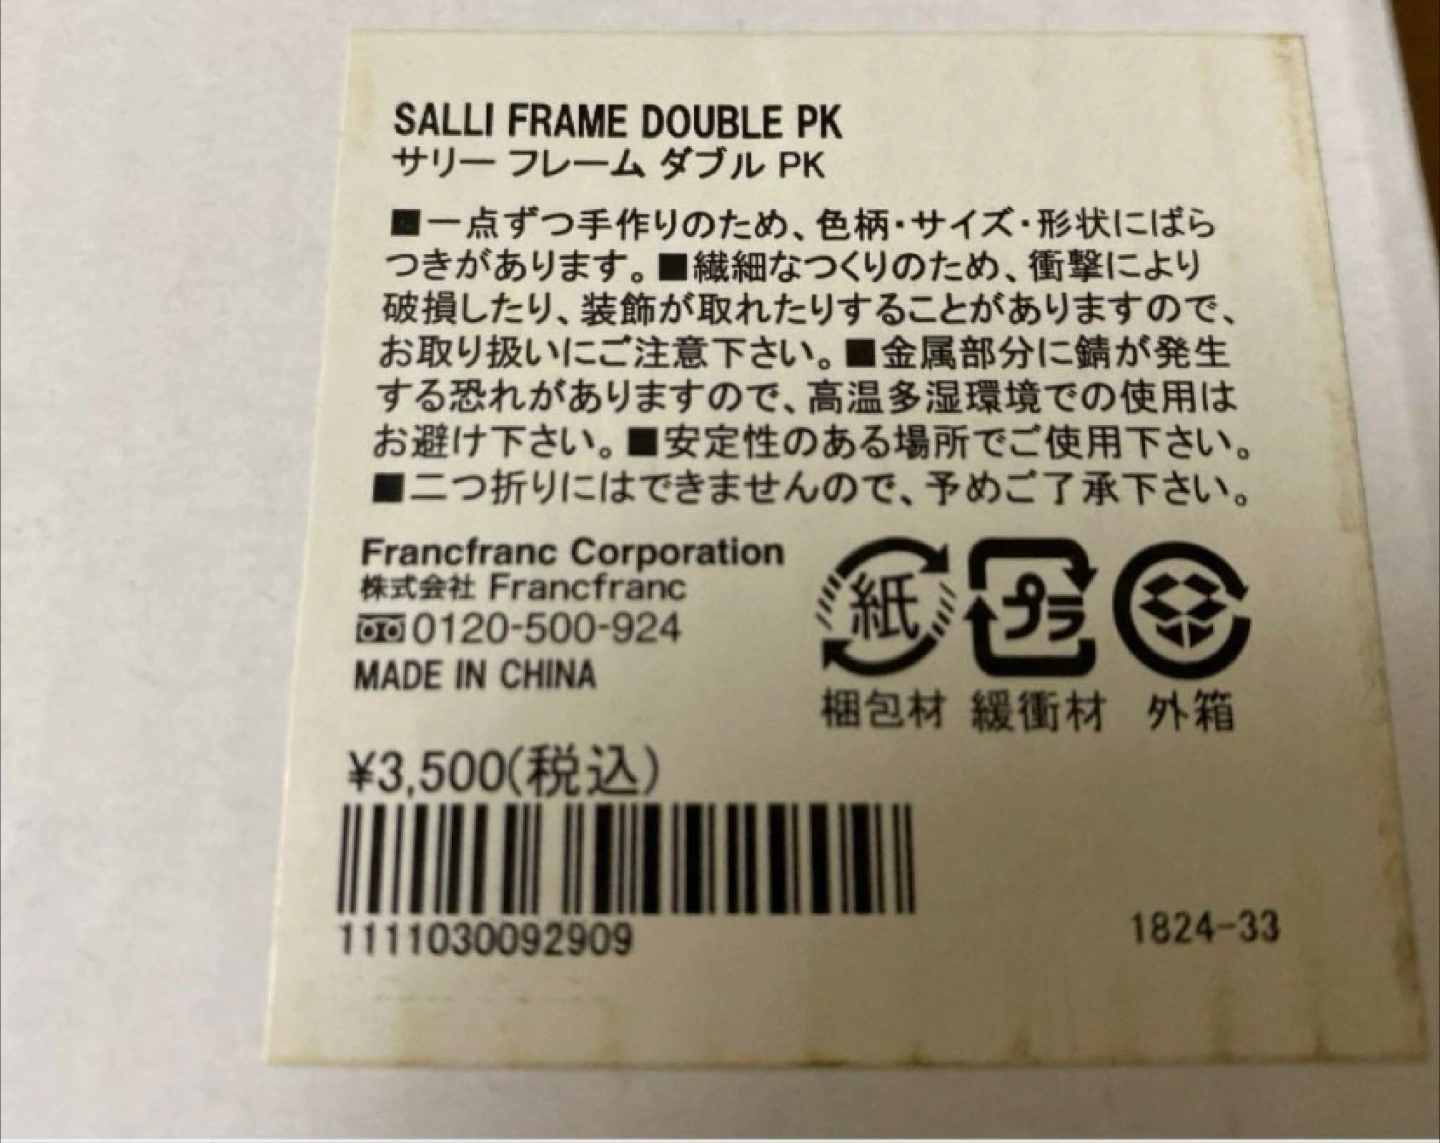 SALLI FRAME DOUBLE PK
サリー フレーム ダブル PK
■一点ずつ手作りのため、色柄・サイズ・形状にばら
つきがあります。■繊細なつくりのため、衝撃により
破損したり、装飾が取れたりすることがありますので、
お取り扱いにご注意下さい。■金属部分に錆が発生
する恐れがありますので、高温多湿環境での使用は
お避け下さい。■安定性のある場所でご使用下さい。
■二つ折りにはできませんので、予めご了承下さい。
Francfranc Corporation
株式会社 Francfranc
0120-500-924
MADE IN CHINA
紙 プラ
梱包材 緩衝材 外箱
¥3,500(税込)
1111030092909
1824-33